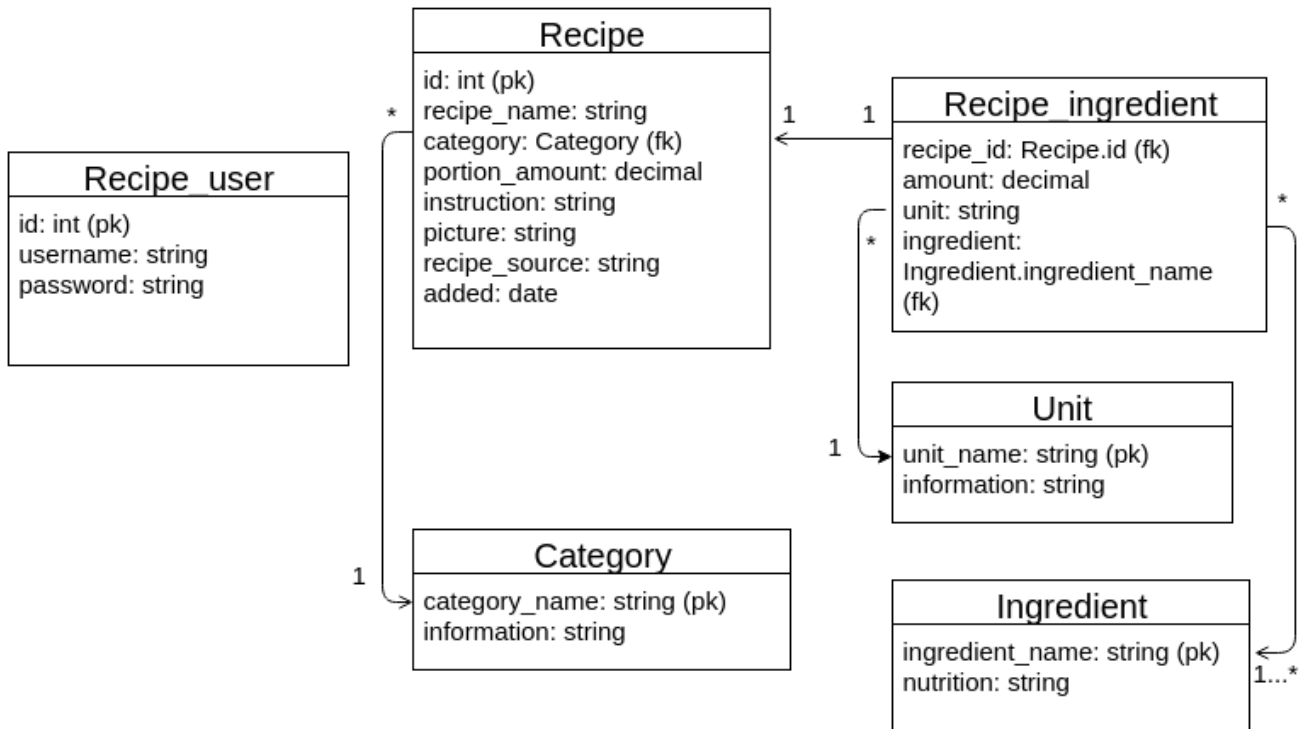 Recipe_user
id: int (pk)
username: string
password: string
Recipe
id: int (pk)
recipe_name: string
category: Category (fk)
portion_amount: decimal
instruction: string
picture: string
recipe_source: string
added: date
*
1
1
1
Recipe_ingredient
recipe_id: Recipe.id (fk)
amount: decimal
unit: string
ingredient:
Ingredient.ingredient_name
(fk)
*
1
*
1...*
Unit
unit_name: string (pk)
information: string
Category
category_name: string (pk)
information: string
Ingredient
ingredient_name: string (pk)
nutrition: string